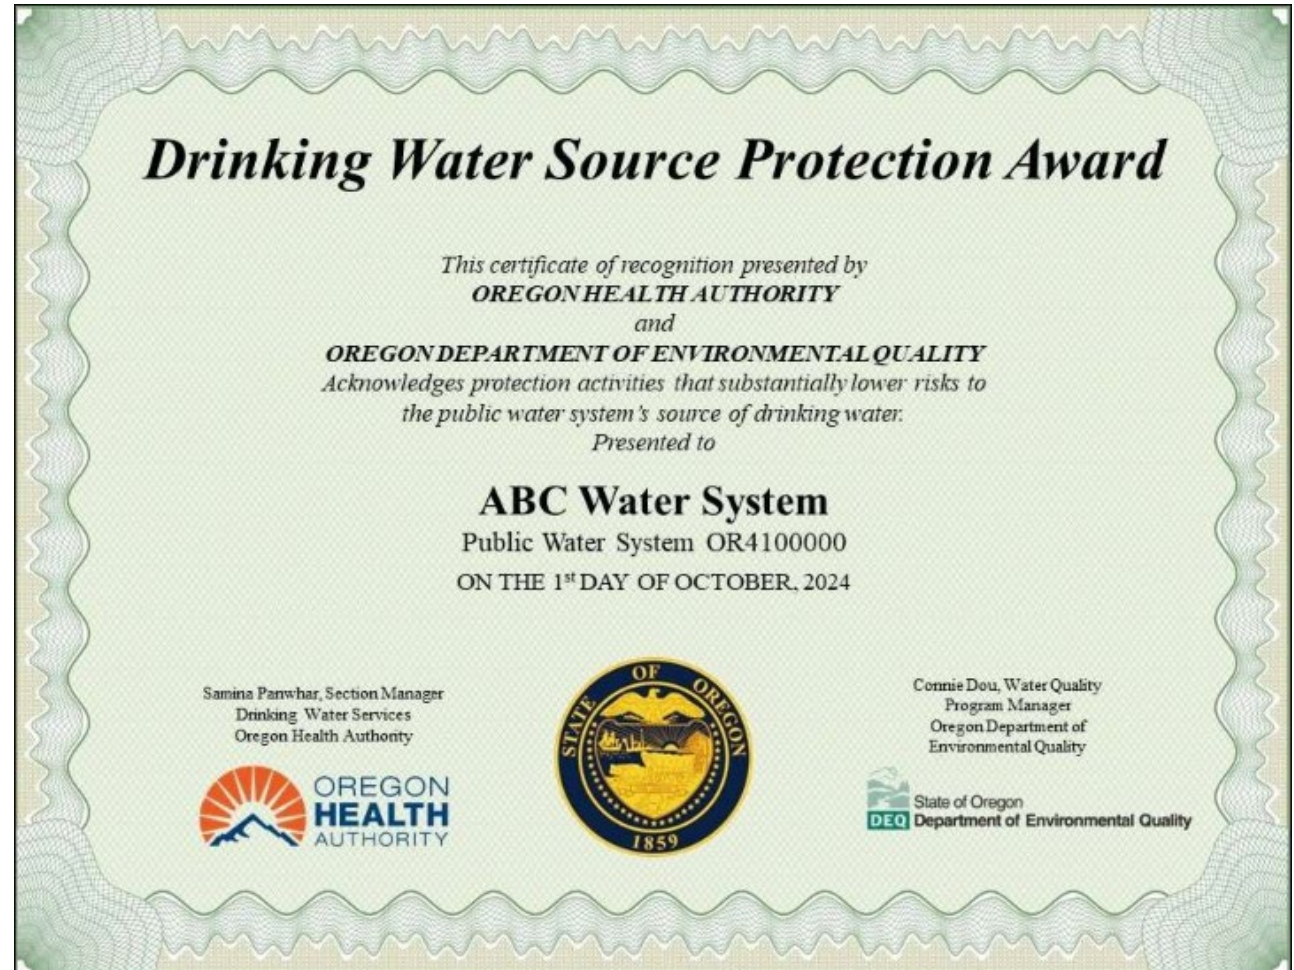 Drinking Water Source Protection Award
This certificate of recognition presented by
OREGON HEALTH AUTHORITY
and
OREGON DEPARTMENT OF ENVIRONMENTAL QUALITY
Acknowledges protection activities that substantially lower risks to
the public water system's source of drinking water.
Presented to
ABC Water System
Public Water System OR4100000
ON THE 1st DAY OF OCTOBER, 2024
Samina Panwhar, Section Manager
Drinking Water Services
Oregon Health Authority
OREGON
HEALTH
AUTHORITY
STATE OF OREGON
1859
Connie Dou, Water Quality
Program Manager
Oregon Department of
Environmental Quality
State of Oregon
DEQ Department of Environmental Quality